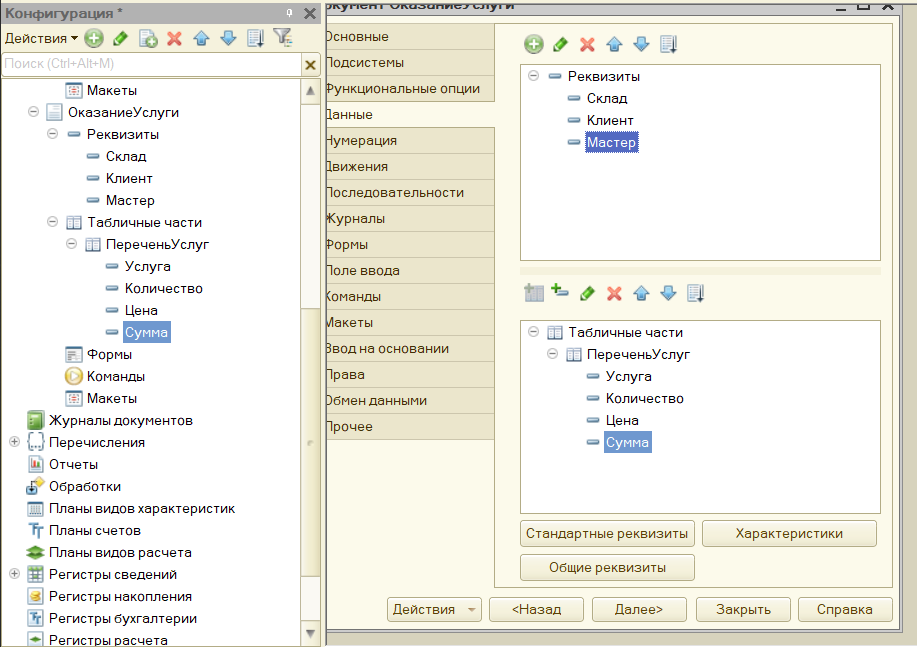 Конфигурация *
Действия
Поиск (Ctrl+Alt+M)
Макеты
ОказаниеУслуги
Реквизиты
Склад
Клиент
Мастер
Табличные части
ПереченьУслуг
Услуга
Количество
Цена
Сумма
Формы
Команды
Макеты
Журналы документов
Перечисления
Отчеты
Обработки
Планы видов характеристик
Планы счетов
Планы видов расчета
Регистры сведений
Регистры накопления
Регистры бухгалтерии
Регистры расчета
Документ ОказаниеУслуги
Основные
Подсистемы
Функциональные опции
Данные
Нумерация
Движения
Последовательности
Журналы
Формы
Поле ввода
Команды
Макеты
Ввод на основании
Права
Обмен данными
Прочее
Реквизиты
Склад
Клиент
Мастер
Табличные части
ПереченьУслуг
Услуга
Количество
Цена
Сумма
Стандартные реквизиты
Характеристики
Общие реквизиты
Действия
<Назад
Далее>
Закрыть
Справка